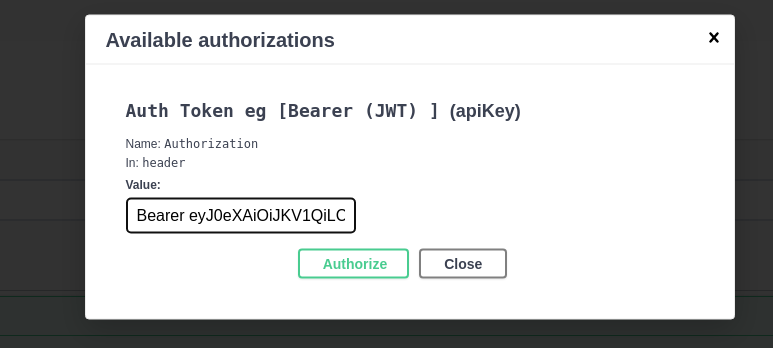 Available authorizations
×
Auth Token eg [Bearer (JWT) ] (apiKey)
Name: Authorization
In: header
Value:
Bearer eyJ0eXAiOiJKV1QiLC
Authorize
Close